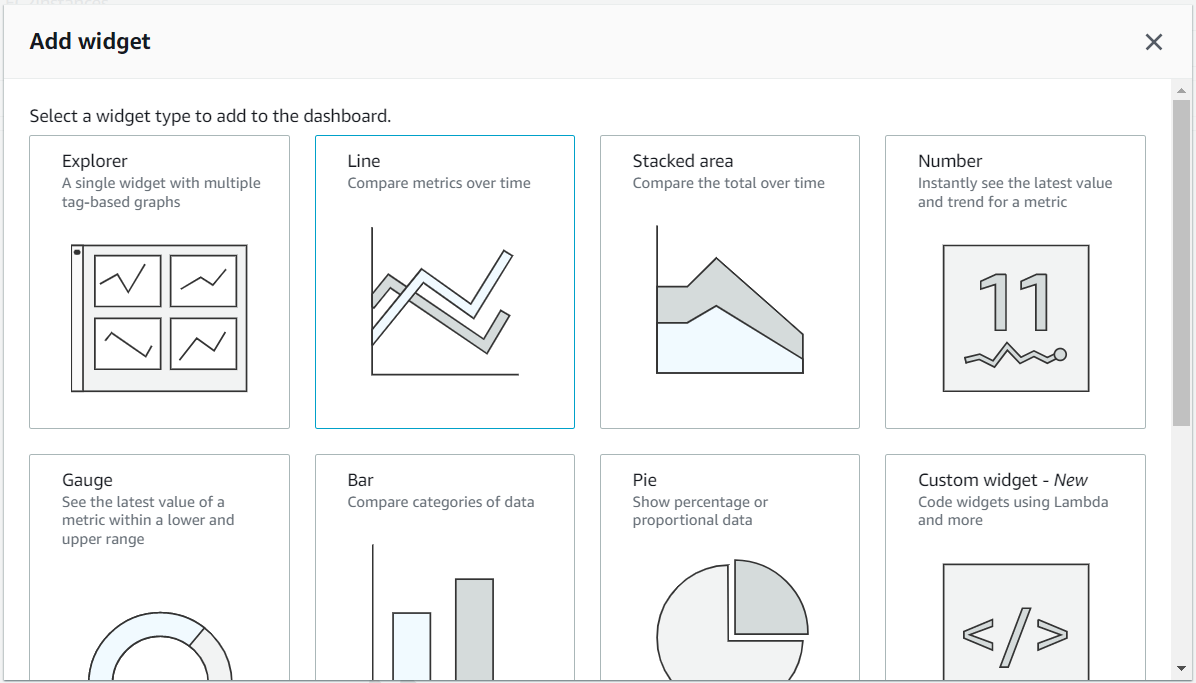 Add widget
Select a widget type to add to the dashboard.
Explorer
A single widget with multiple
tag-based graphs
Line
Compare metrics over time
Stacked area
Compare the total over time
Number
Instantly see the latest value
and trend for a metric
11
Gauge
See the latest value of a
metric within a lower and
upper range
Bar
Compare categories of data
Pie
Show percentage or
proportional data
Custom widget - New
Code widgets using Lambda
and more
</>